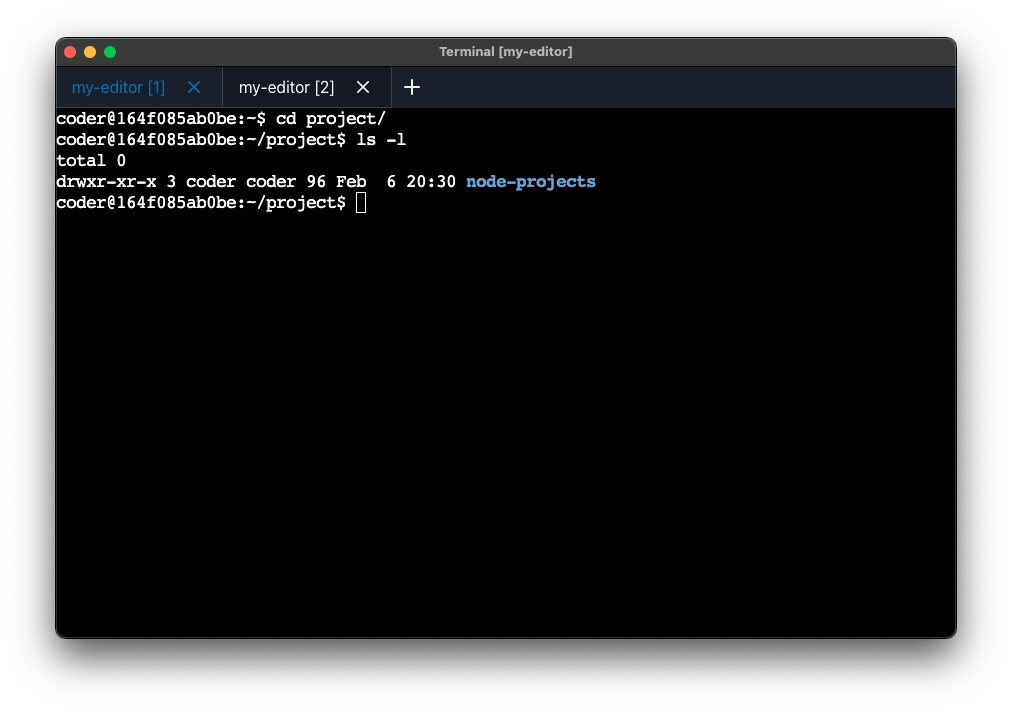 Terminal [my-editor]
my-editor [1] my-editor [2]
coder@164f085ab0be:~$ cd project/
coder@164f085ab0be:~/project$ ls -l
total 0
drwxr-xr-x 3 coder coder 96 Feb  6 20:30 node-projects
coder@164f085ab0be:~/project$